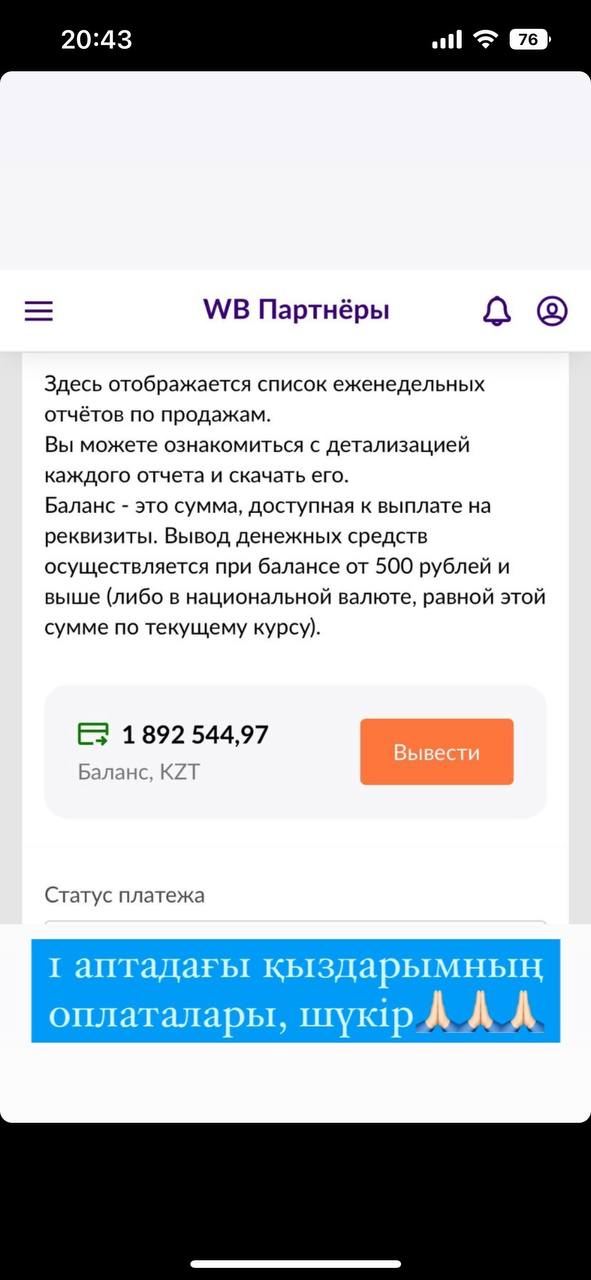 20:43
76
WB Партнёры
Здесь отображается список еженедельных
отчётов по продажам.
Вы можете ознакомиться с детализацией
каждого отчета и скачать его.
Баланс - это сумма, доступная к выплате на
реквизиты. Вывод денежных средств
осуществляется при балансе от 500 рублей и
выше (либо в национальной валюте, равной этой
сумме по текущему курсу).
1 892 544,97
Вывести
Баланс, KZT
Статус платежа
1 аптадағы қыздарымның
оплаталары, шүкір🙏🏻🙏🏻🙏🏻